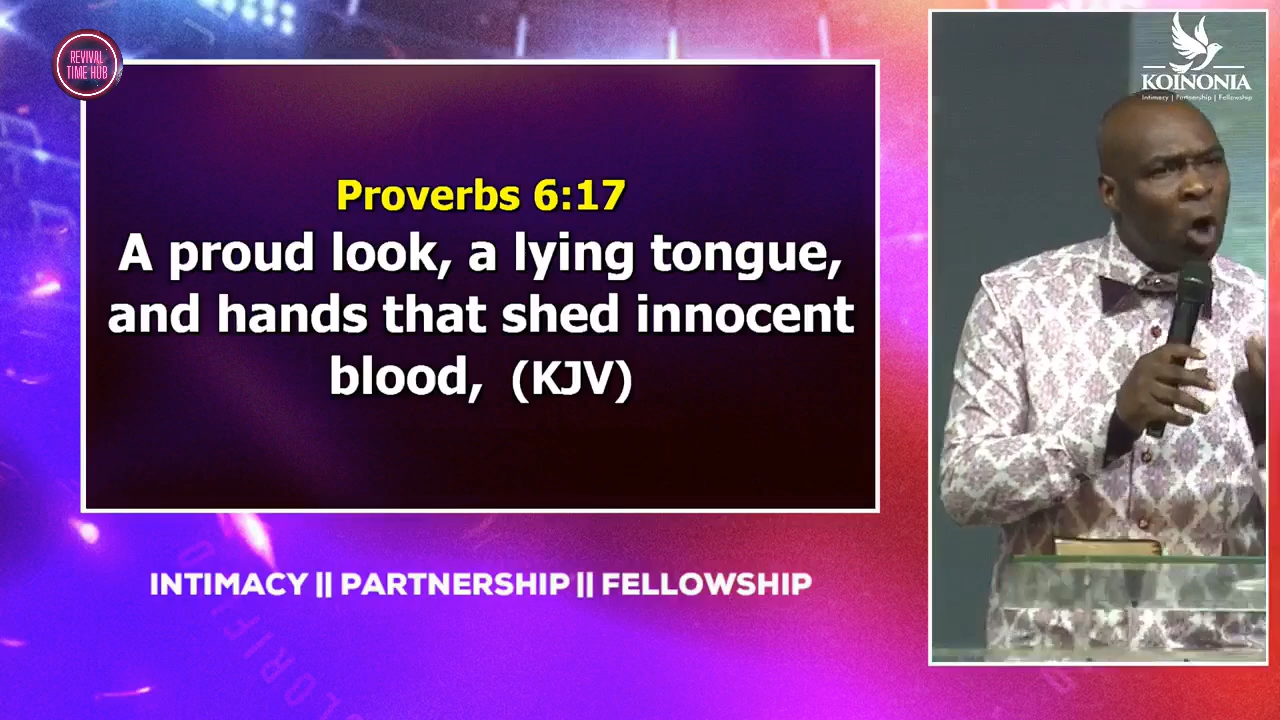 REVIVAL
TIME HUB
KOINONIA
Intimacy | Partnership | Fellowship
Proverbs 6:17
A proud look, a lying tongue,
and hands that shed innocent
blood, (KJV)
INTIMACY || PARTNERSHIP || FELLOWSHIP